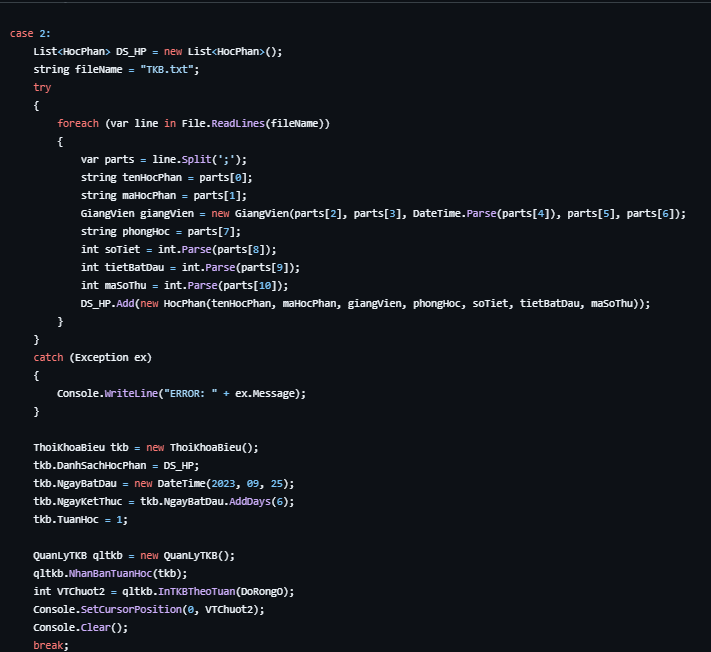 case 2:
List<HocPhan> DS_HP = new List<HocPhan>();
string fileName = "TKB.txt";
try
{
foreach (var line in File.ReadLines(fileName))
{
var parts = line.Split(';');
string tenHocPhan = parts[0];
string maHocPhan = parts[1];
GiangVien giangVien = new GiangVien(parts[2], parts[3], DateTime.Parse(parts[4]), parts[5], parts[6]);
string phongHoc = parts[7];
int soTiet = int.Parse(parts[8]);
int tietBatDau = int.Parse(parts[9]);
int maSoThu = int.Parse(parts[10]);
DS_HP.Add(new HocPhan(tenHocPhan, maHocPhan, giangVien, phongHoc, soTiet, tietBatDau, maSoThu));
}
}
catch (Exception ex)
{
Console.WriteLine("ERROR: " + ex.Message);
}
ThoiKhoaBieu tkb = new ThoiKhoaBieu();
tkb.DanhSachHocPhan = DS_HP;
tkb.NgayBatDau = new DateTime(2023, 09, 25);
tkb.NgayKetThuc = tkb.NgayBatDau.AddDays(6);
tkb.TuanHoc = 1;
QuanLyTKB qltkb = new QuanLyTKB();
qltkb.NhanBanTuanHoc(tkb);
int VTChuot2 = qltkb.InTKBTheoTuan(DoRongO);
Console.SetCursorPosition(0, VTChuot2);
Console.Clear();
break;